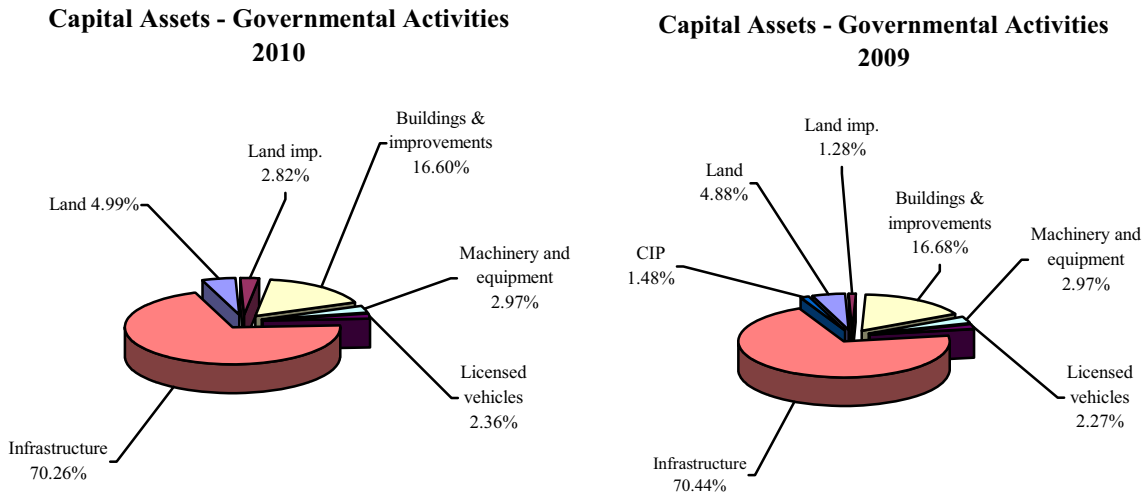 Capital Assets - Governmental Activities
2010
Buildings &
improvements
16.60%
Land imp.
2.82%
Land 4.99%
Machinery and
equipment
2.97%
Licensed
vehicles
2.36%
Infrastructure
70.26%
Capital Assets - Governmental Activities
2009
Land imp.
1.28%
Land
4.88%
Buildings &
improvements
16.68%
CIP
1.48%
Machinery and
equipment
2.97%
Licensed
vehicles
2.27%
Infrastructure
70.44%